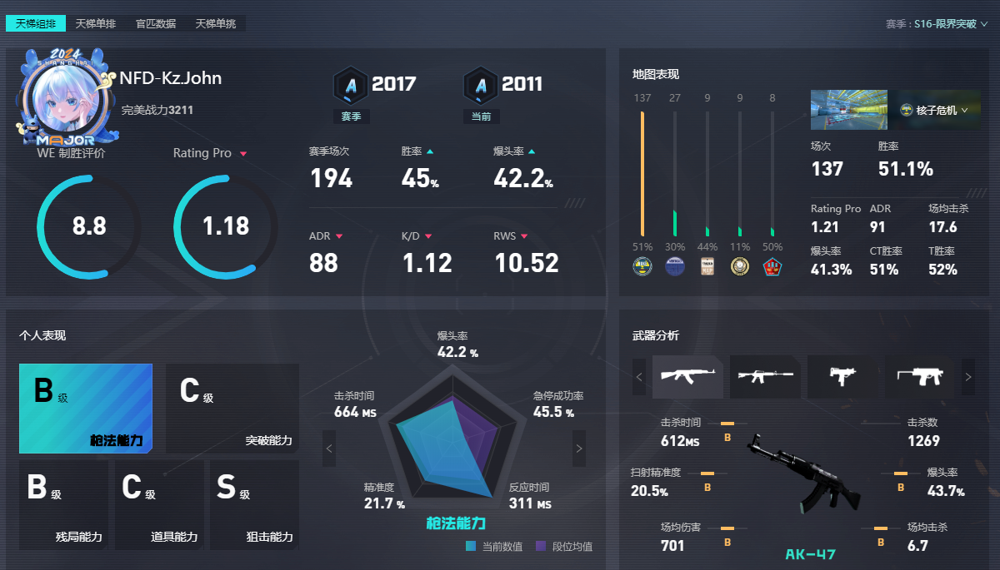 天梯组排 天梯单排 官匹数据 天梯单挑 赛季：S16-限界突破
2024
SHANGHAI
MAJOR
NFD-Kz.John
完美战力3211
A 2017
赛季
A 2011
当前
WE 制胜评价
8.8
Rating Pro
1.18
赛季场次
194
胜率
45%
爆头率
42.2%
ADR
88
K/D
1.12
RWS
10.52
地图表现
137 27 9 9 8
51% 30% 44% 11% 50%
核子危机
场次 胜率
137 51.1%
Rating Pro ADR 场均击杀
1.21 91 17.6
爆头率 CT胜率 T胜率
41.3% 51% 52%
个人表现
B 级
枪法能力
C 级
突破能力
B 级
残局能力
C 级
道具能力
S 级
狙击能力
爆头率
42.2 %
击杀时间
664 MS
急停成功率
45.5 %
精准度
21.7 %
反应时间
311 MS
枪法能力
当前数值 段位均值
武器分析
击杀时间
612MS
B
击杀数
1269
扫射精准度
20.5%
B
爆头率
43.7%
B
场均伤害
701
B
场均击杀
6.7
B
AK-47